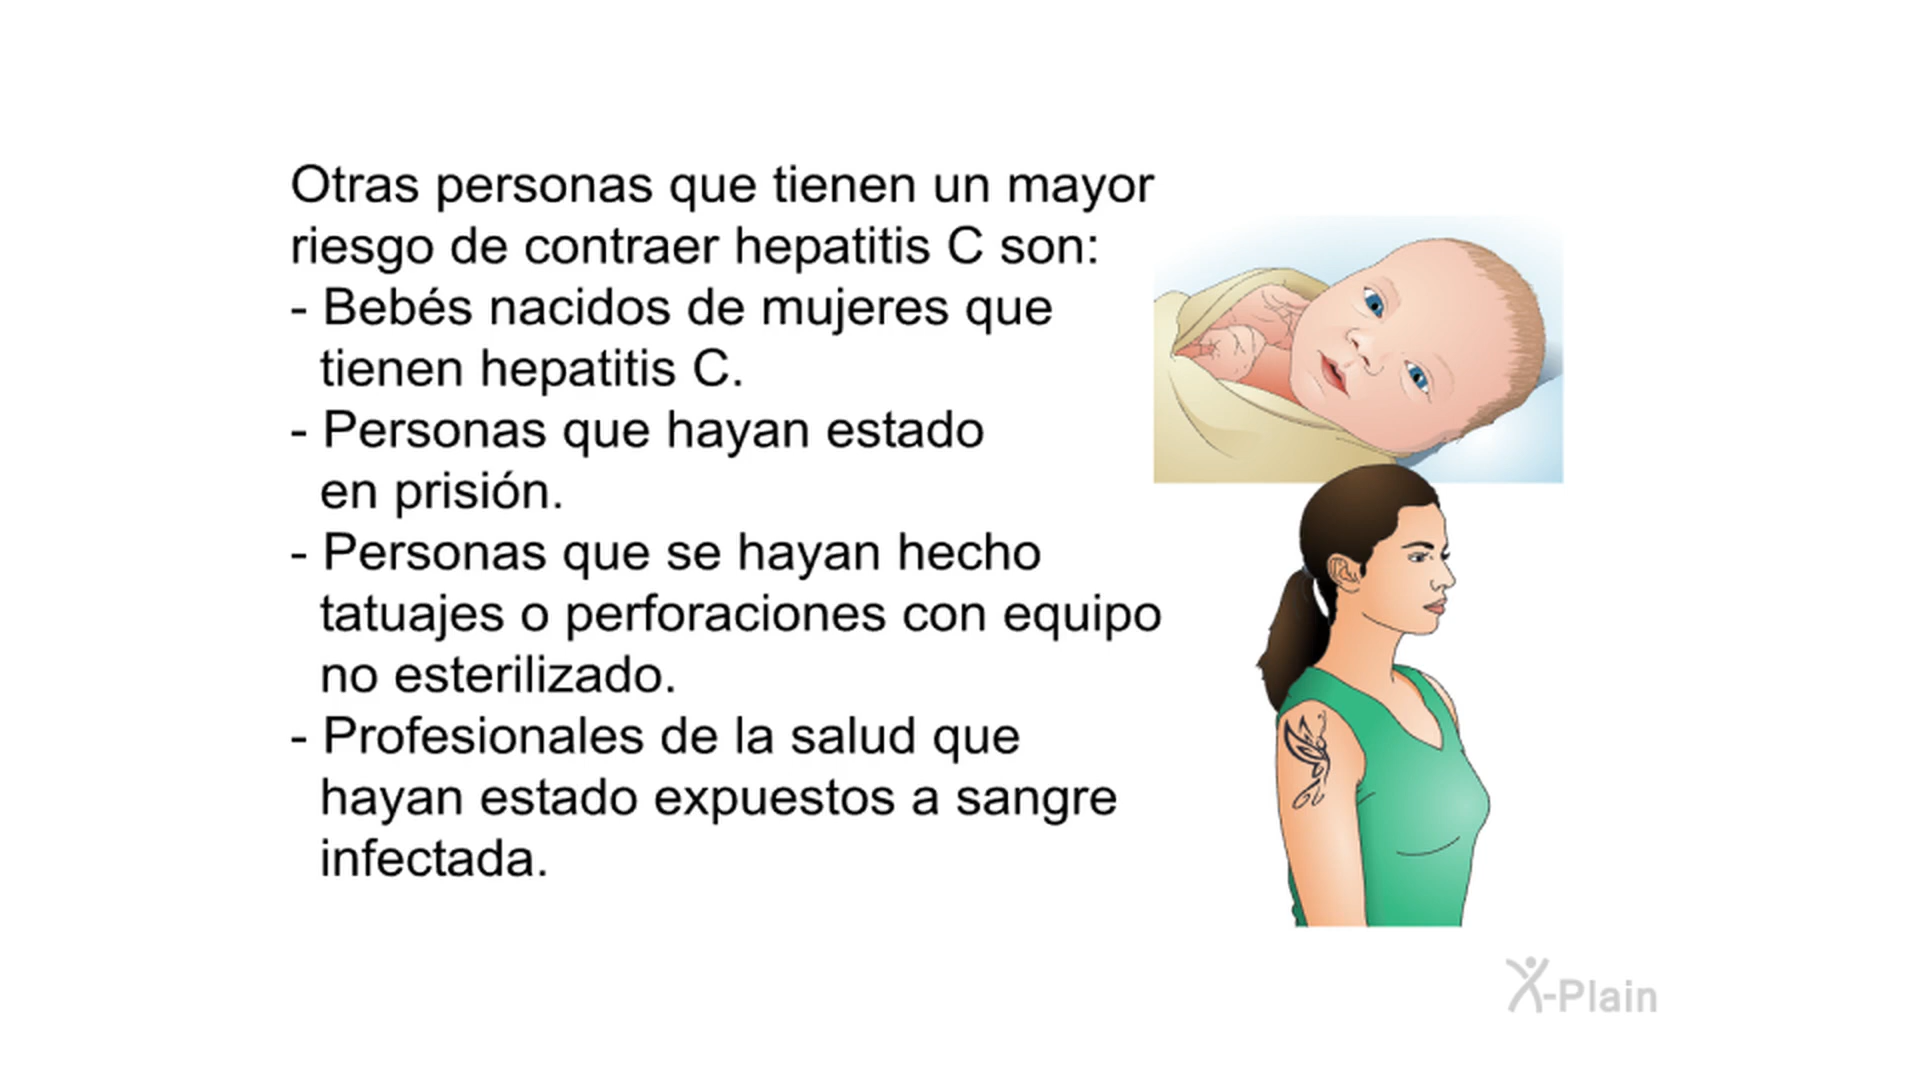 Otras personas que tienen un mayor
riesgo de contraer hepatitis C son:
- Bebés nacidos de mujeres que
tienen hepatitis C.
- Personas que hayan estado
en prisión.
- Personas que se hayan hecho
tatuajes o perforaciones con equipo
no esterilizado.
- Profesionales de la salud que
hayan estado expuestos a sangre
infectada.
X-Plain